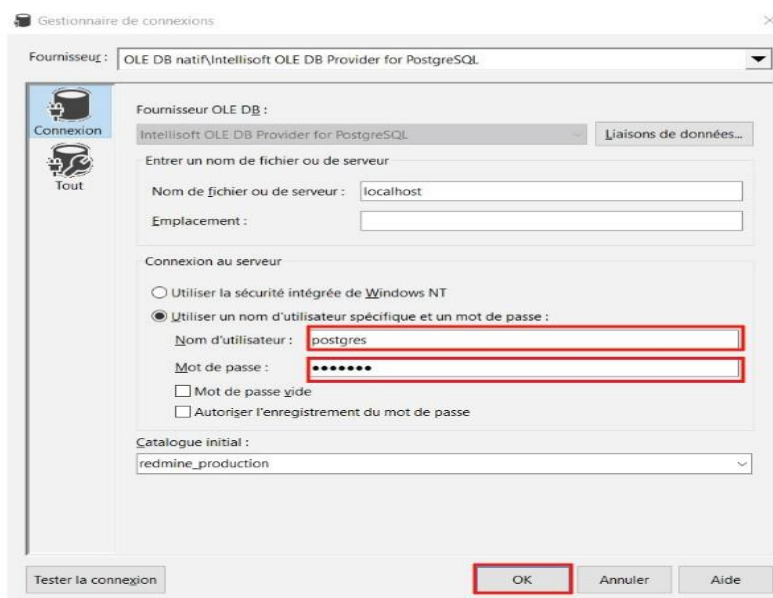 Gestionnaire de connexions
Fournisseur : OLE DB natif\Intellisoft OLE DB Provider for PostgreSQL
Connexion
Tout
Fournisseur OLE DB :
Intellisoft OLE DB Provider for PostgreSQL Liaisons de données...
Entrer un nom de fichier ou de serveur
Nom de fichier ou de serveur : localhost
Emplacement :
Connexion au serveur
Utiliser la sécurité intégrée de Windows NT
Utiliser un nom d'utilisateur spécifique et un mot de passe :
Nom d'utilisateur : postgres
Mot de passe : •••••••
Mot de passe vide
Autoriser l'enregistrement du mot de passe
Catalogue initial :
redmine_production
Tester la connexion OK Annuler Aide